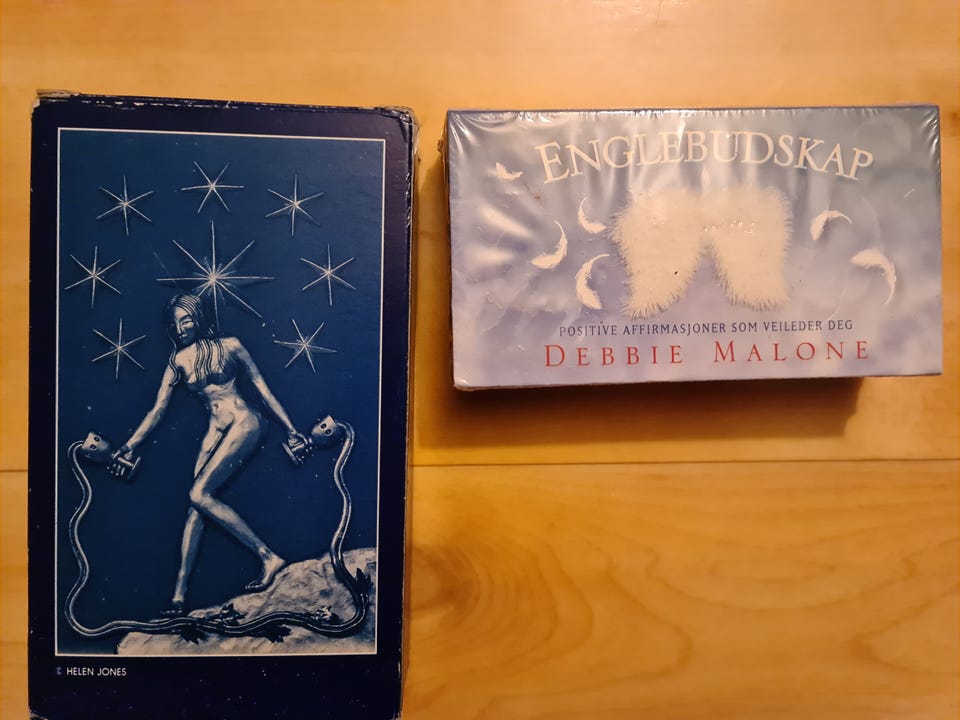 © HELEN JONES
ENGLEBUDSKAP
POSITIVE AFFIRMASJONER SOM VEILEDER DEG
DEBBIE MALONE